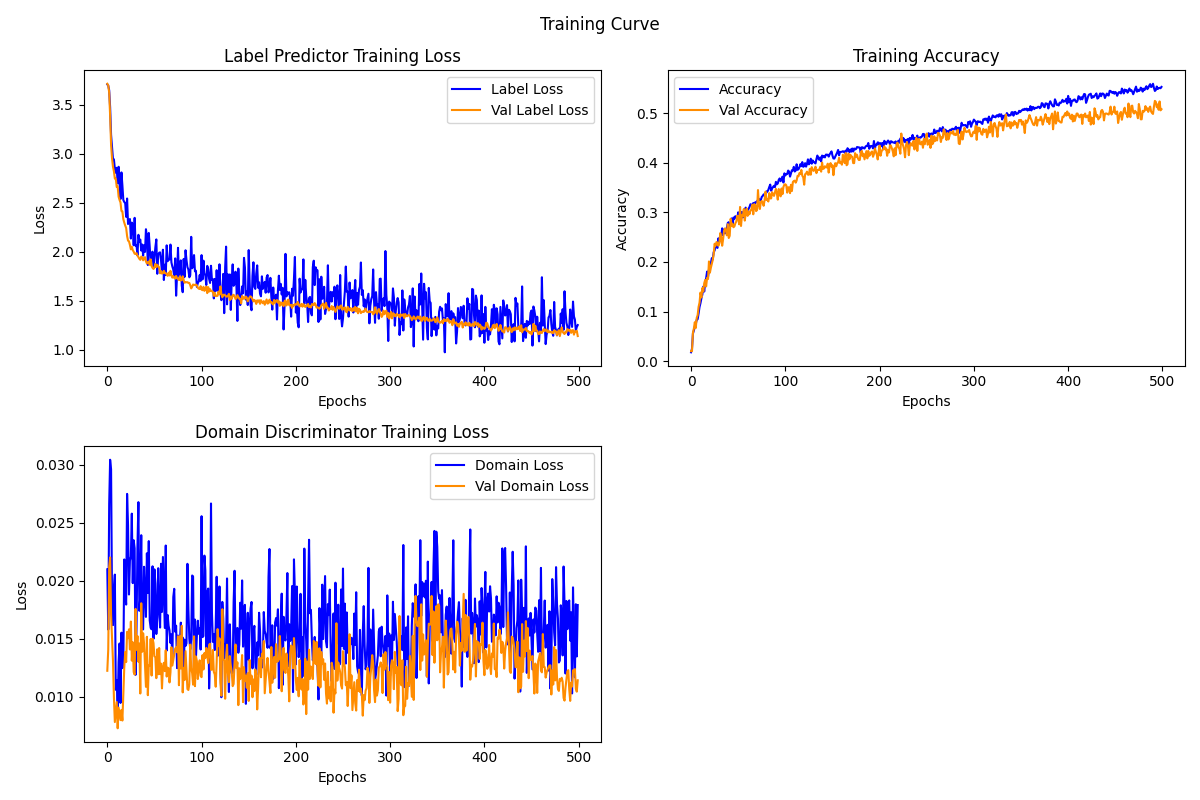 Training Curve
Label Predictor Training Loss
Label Loss
Val Label Loss
3.5
3.0
2.5
2.0
1.5
1.0
Loss
0 100 200 300 400 500
Epochs
Training Accuracy
Accuracy
Val Accuracy
0.5
0.4
0.3
0.2
0.1
0.0
Accuracy
0 100 200 300 400 500
Epochs
Domain Discriminator Training Loss
Domain Loss
Val Domain Loss
0.030
0.025
0.020
0.015
0.010
Loss
0 100 200 300 400 500
Epochs